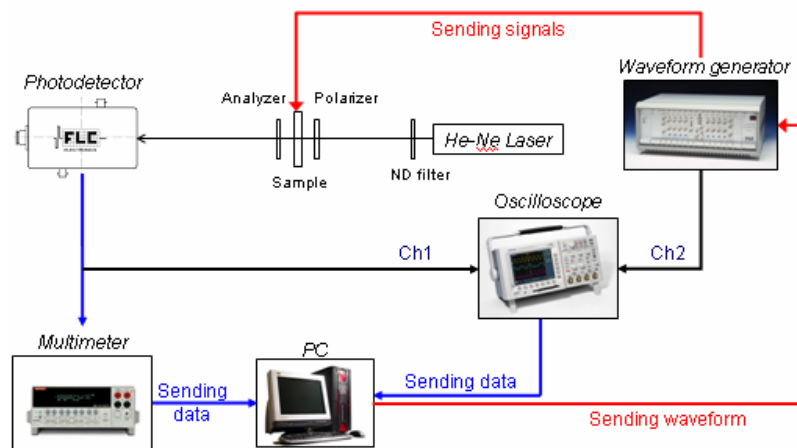 Sending signals
Photodetector
Waveform generator
Analyzer
Polarizer
FLC
He-Ne Laser
Sample
ND filter
Oscilloscope
Ch1
Ch2
Multimeter
PC
Sending
data
Sending data
Sending waveform